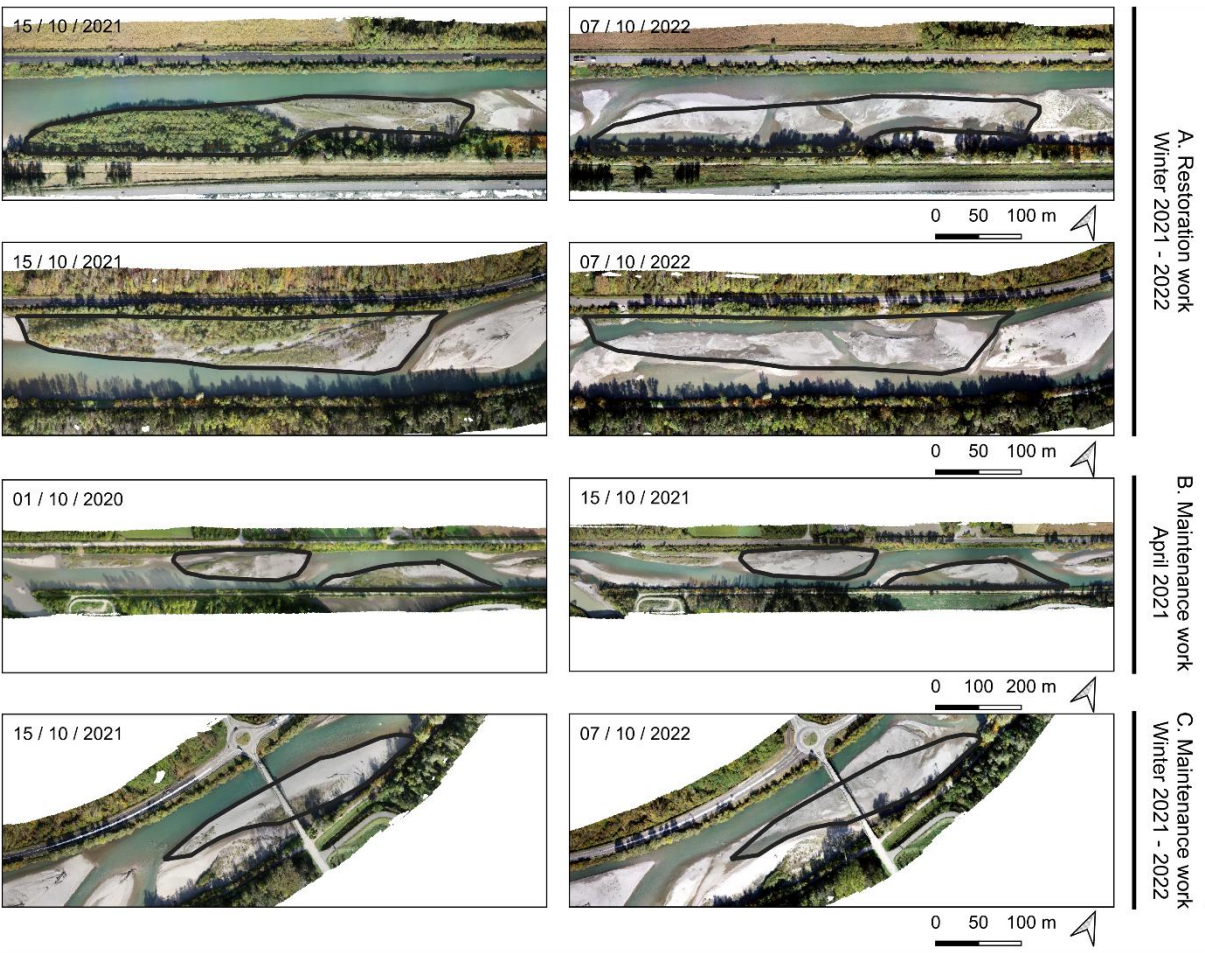 15 / 10 / 2021
07 / 10 / 2022
0 50 100 m
A. Restoration work
Winter 2021 - 2022
15 / 10 / 2021
07 / 10 / 2022
0 50 100 m
01 / 10 / 2020
15 / 10 / 2021
0 100 200 m
B. Maintenance work
April 2021
15 / 10 / 2021
07 / 10 / 2022
0 50 100 m
C. Maintenance work
Winter 2021 - 2022